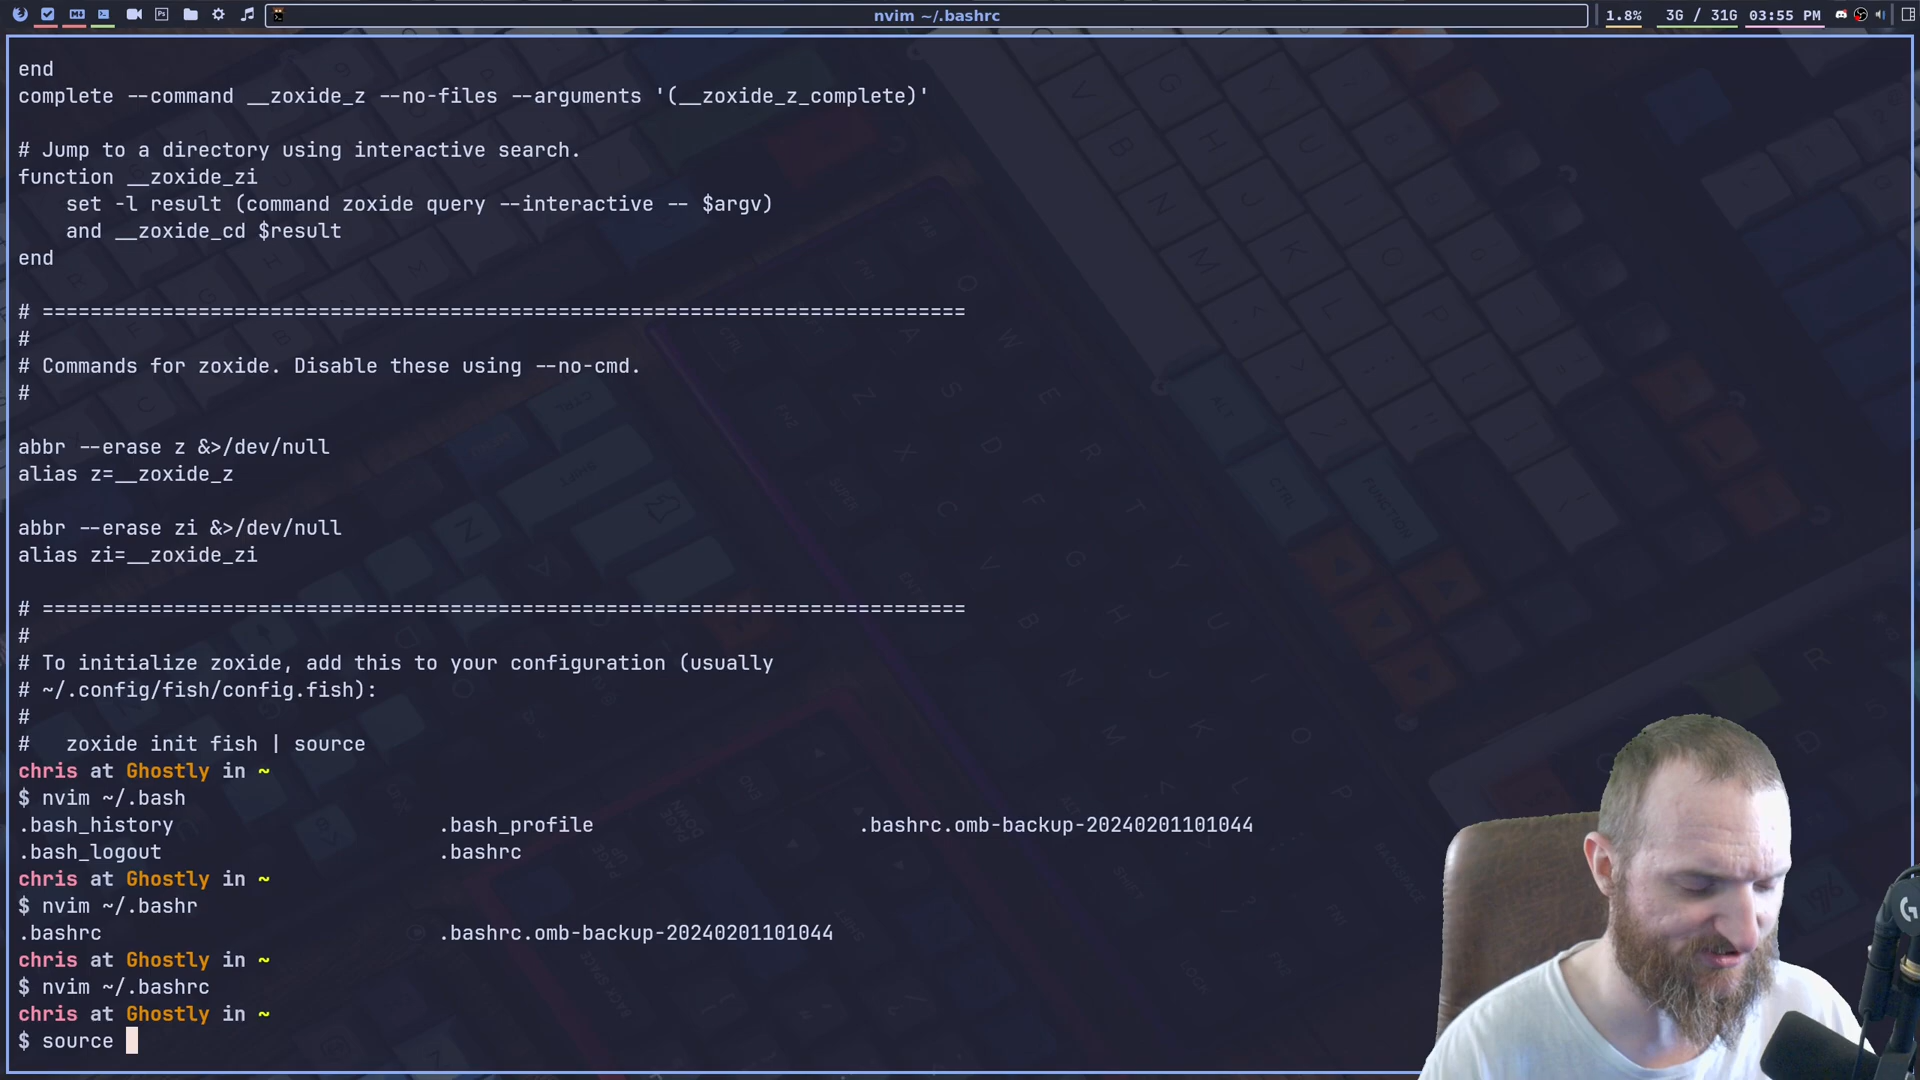 nvim ~/.bashrc
1.8%
3G / 31G
03:55 PM
end
complete --command __zoxide_z --no-files --arguments '(__zoxide_z_complete)'
# Jump to a directory using interactive search.
function __zoxide_zi
    set -l result (command zoxide query --interactive -- $argv)
    and __zoxide_cd $result
end
# =============================================================================
#
# Commands for zoxide. Disable these using --no-cmd.
#
abbr --erase z &>/dev/null
alias z=__zoxide_z
abbr --erase zi &>/dev/null
alias zi=__zoxide_zi
# =============================================================================
#
# To initialize zoxide, add this to your configuration (usually
# ~/.config/fish/config.fish):
#
#   zoxide init fish | source
chris at Ghostly in ~
$ nvim ~/.bash
.bash_history .bash_profile .bashrc.omb-backup-20240201101044
.bash_logout .bashrc
chris at Ghostly in ~
$ nvim ~/.bashr
.bashrc .bashrc.omb-backup-20240201101044
chris at Ghostly in ~
$ nvim ~/.bashrc
chris at Ghostly in ~
$ source